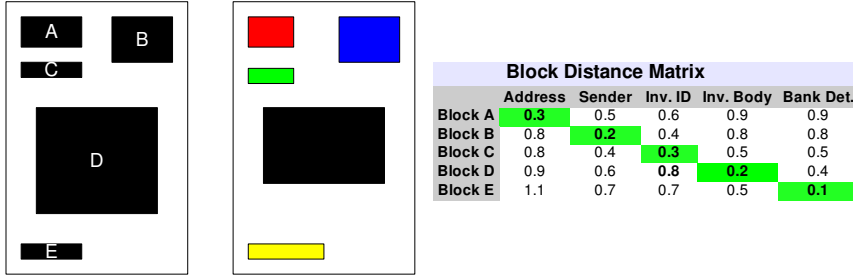 A
B
C
D
E
Block Distance Matrix
Address Sender Inv. ID Inv. Body Bank Det.
Block A 0.3 0.5 0.6 0.9 0.9
Block B 0.8 0.2 0.4 0.8 0.8
Block C 0.8 0.4 0.3 0.5 0.5
Block D 0.9 0.6 0.8 0.2 0.4
Block E 1.1 0.7 0.7 0.5 0.1